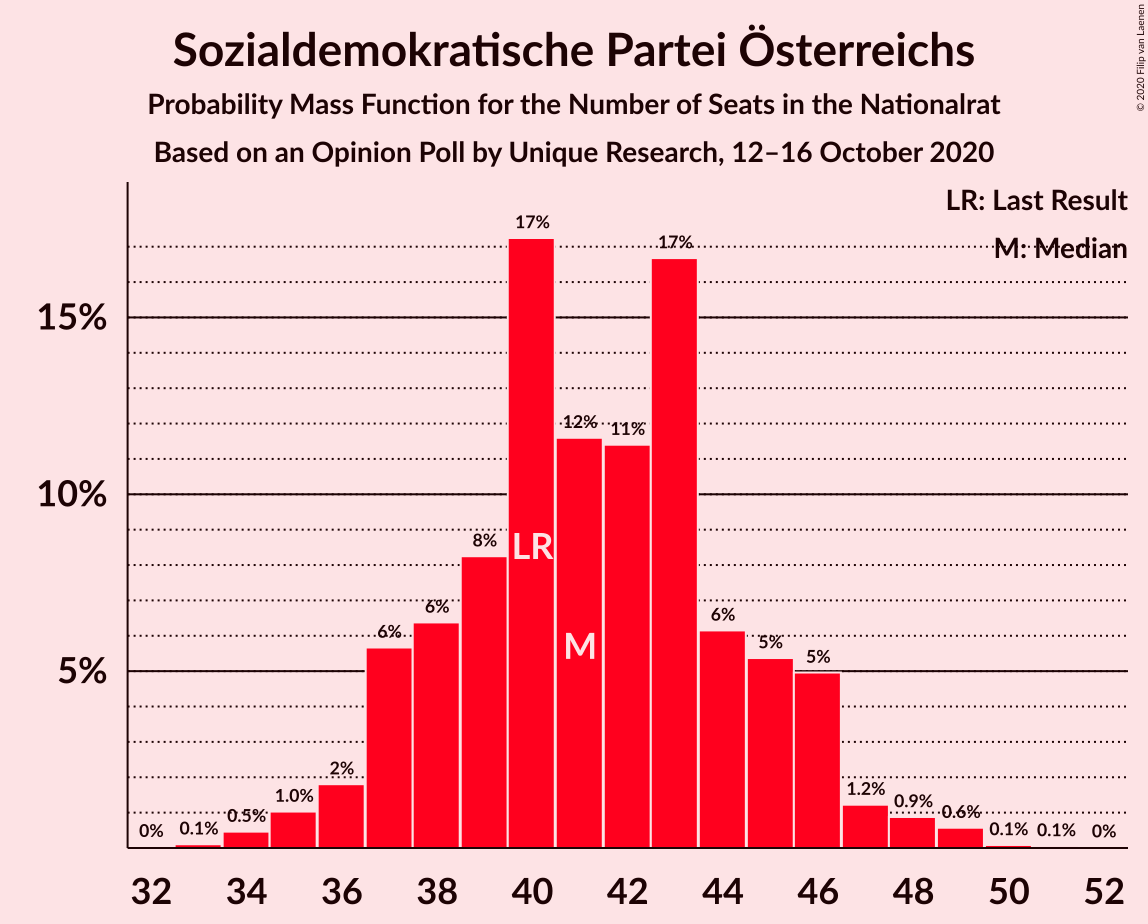 Sozialdemokratische Partei Österreichs
Probability Mass Function for the Number of Seats in the Nationalrat
Based on an Opinion Poll by Unique Research, 12–16 October 2020
© 2020 Filip van Laenen
LR: Last Result
M: Median
15%
10%
5%
0%
0.1%
0.5%
1.0%
2%
6%
6%
8%
17%
12%
11%
17%
6%
5%
5%
1.2%
0.9%
0.6%
0.1%
0.1%
0%
LR
M
32 34 36 38 40 42 44 46 48 50 52